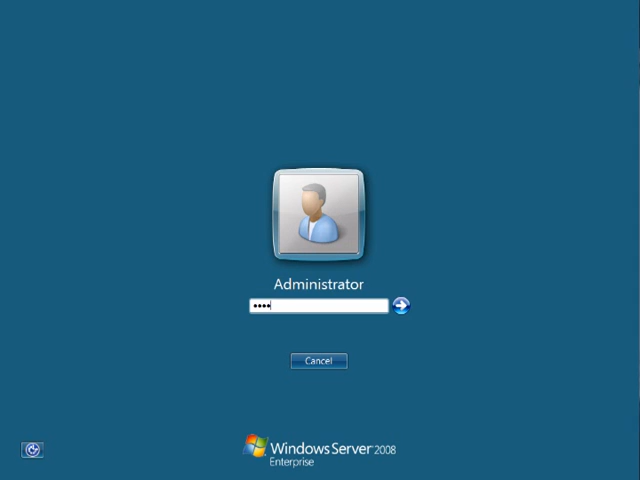 Administrator
••••
Cancel
Windows Server 2008
Enterprise